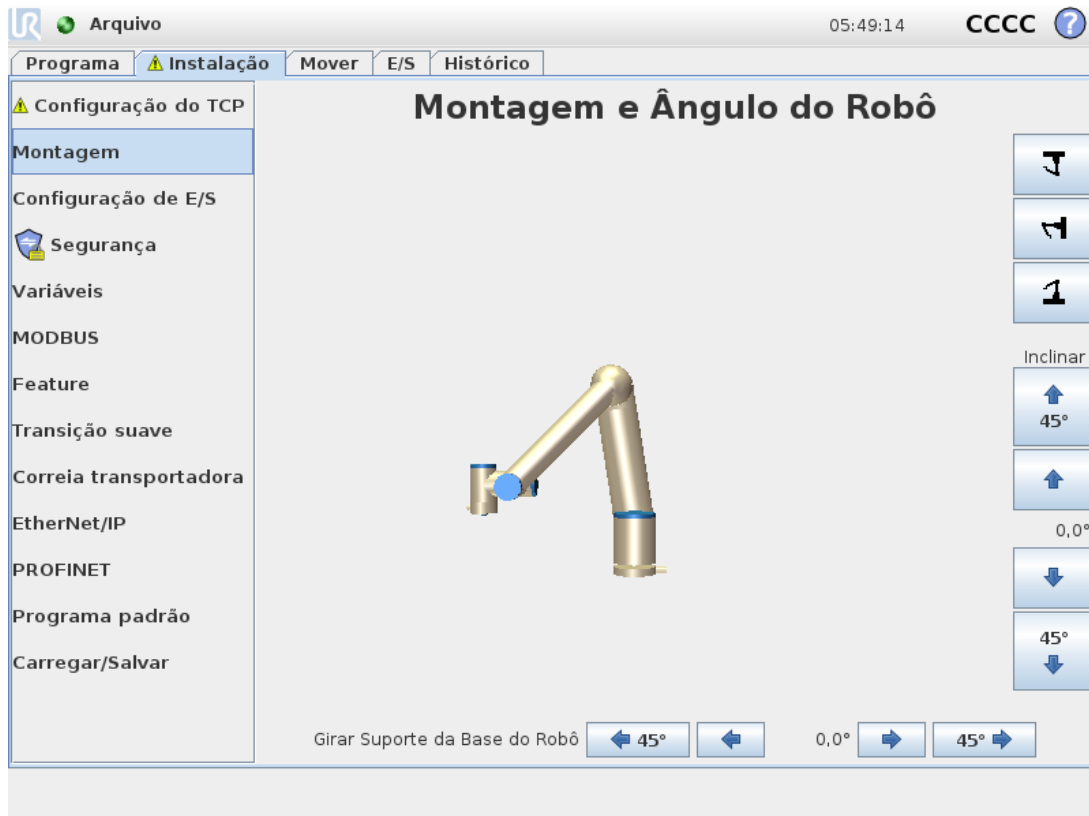 UR Arquivo 05:49:14 CCCC ?
Programa Instalação Mover E/S Histórico
Configuração do TCP
Montagem e Ângulo do Robô
Montagem
Configuração de E/S
Segurança
Variáveis
MODBUS
Feature
Transição suave
Correia transportadora
EtherNet/IP
PROFINET
Programa padrão
Carregar/Salvar
Inclinar
45°
0,0°
45°
Girar Suporte da Base do Robô 45° 0,0° 45°